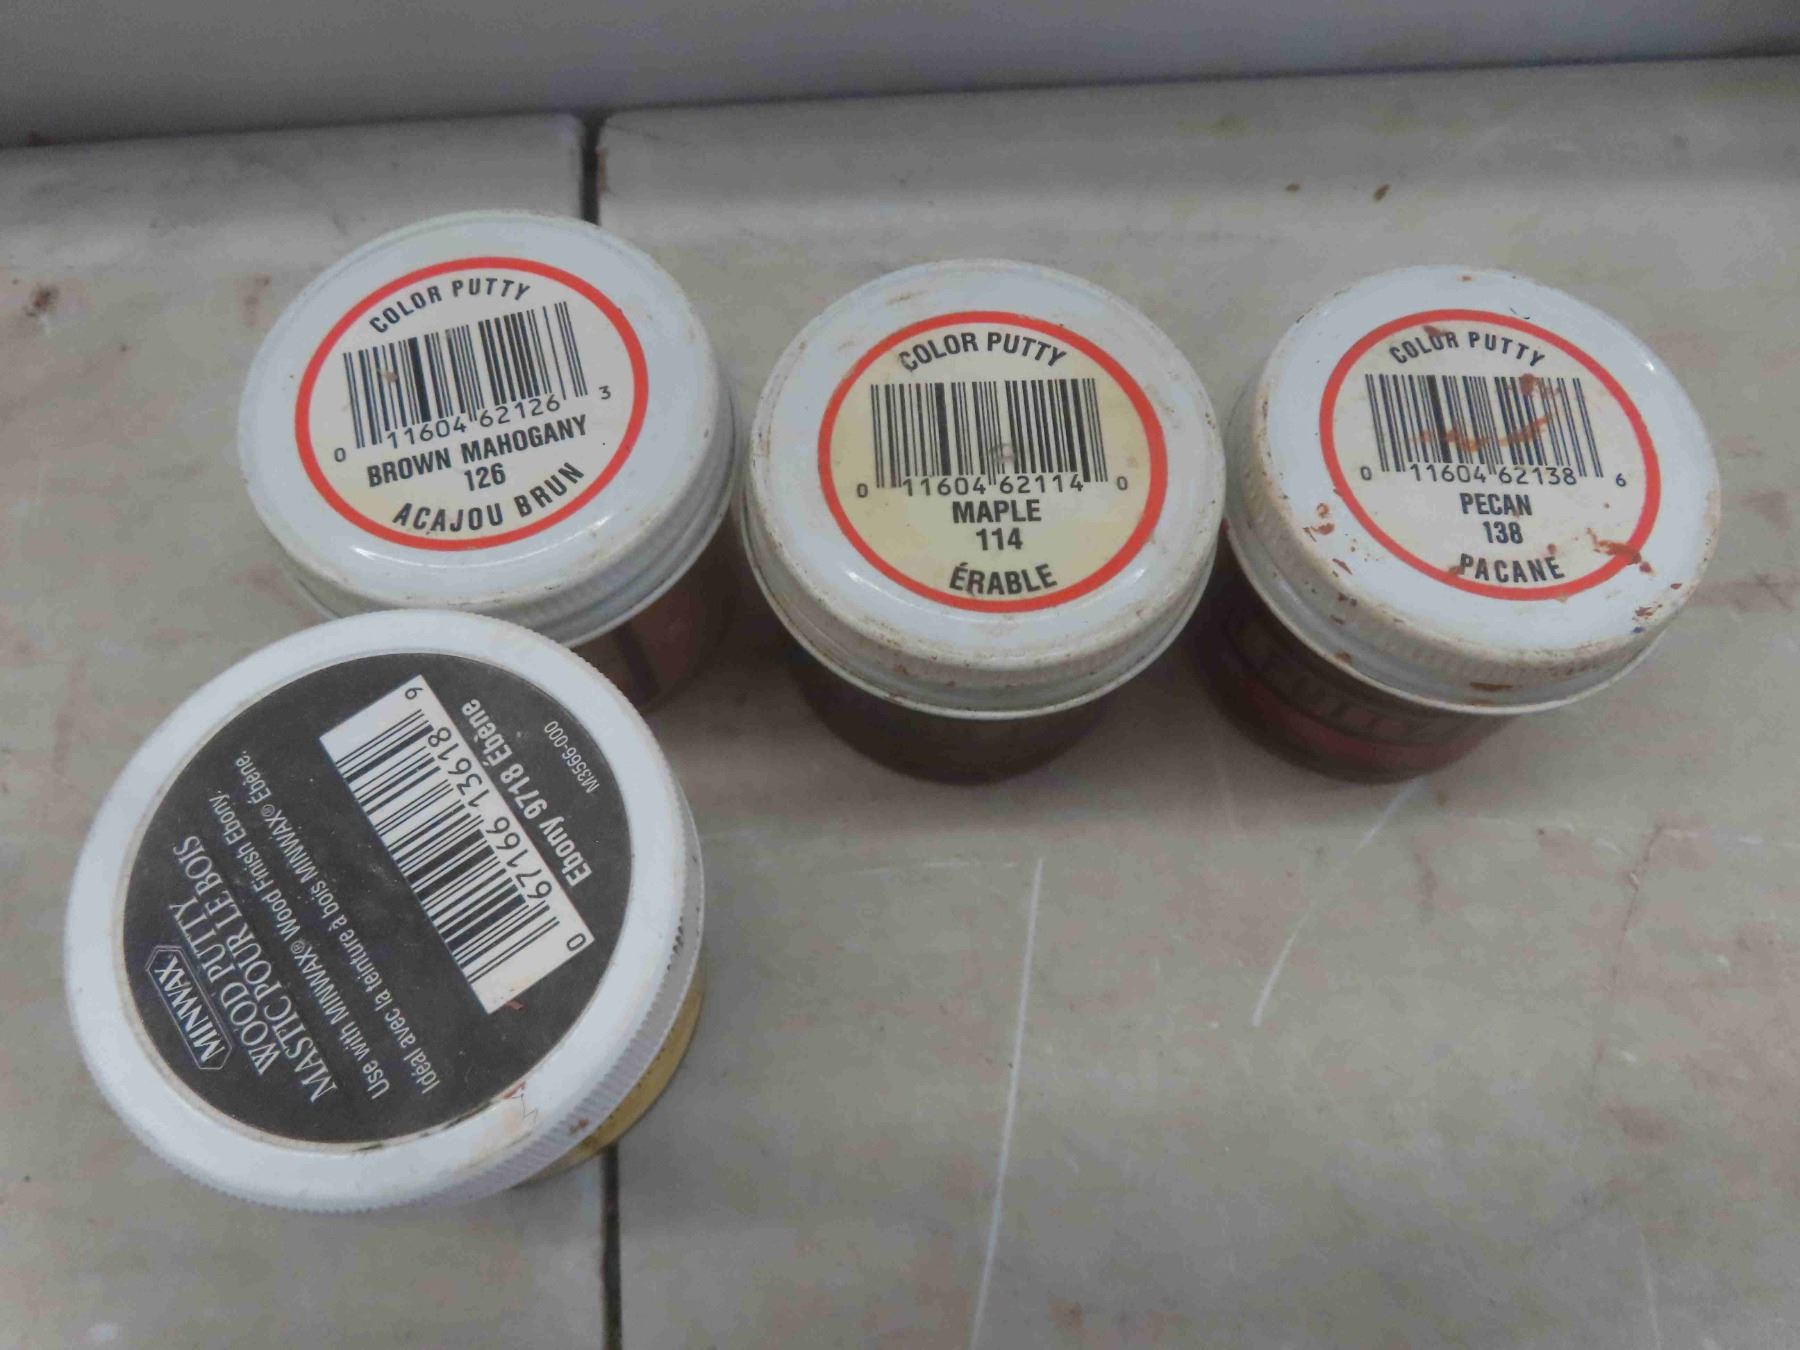 COLOR PUTTY
0 11604 62126 3
BROWN MAHOGANY
126
ACAJOU BRUN
COLOR PUTTY
0 11604 62114 0
MAPLE
114
ÉRABLE
COLOR PUTTY
0 11604 62138 6
PECAN
138
PACANE
MINWAX
WOOD PUTTY
MASTIC POUR LE BOIS
Use with MINWAX® Wood Finish Ebony.
Idéal avec la teinture à bois MINWAX® Ébène.
0 67166 13618 9
Ebony 9718 Ébène
M3566-000
PUTTY